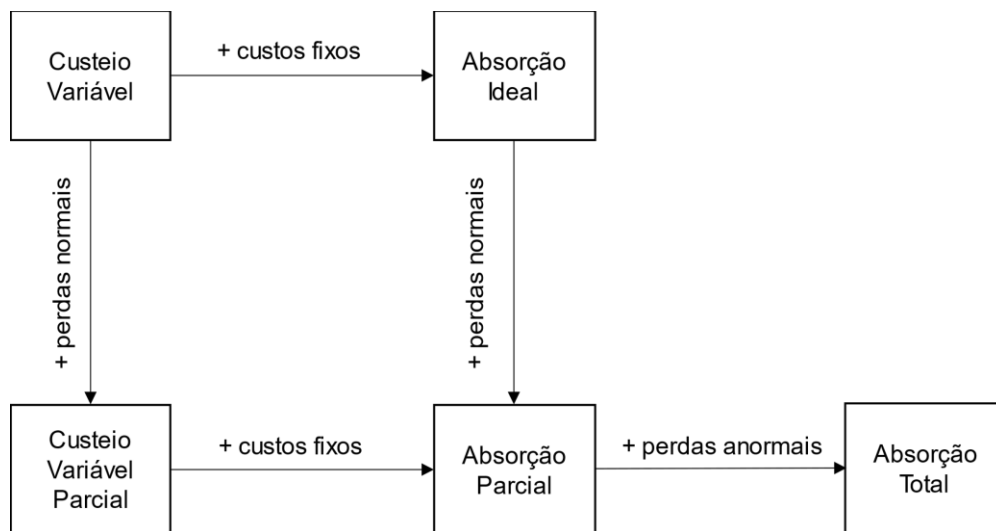 Custeio
Variável
+ custos fixos
Absorção
Ideal
+ perdas normais
+ perdas normais
Custeio
Variável
Parcial
+ custos fixos
Absorção
Parcial
+ perdas anormais
Absorção
Total